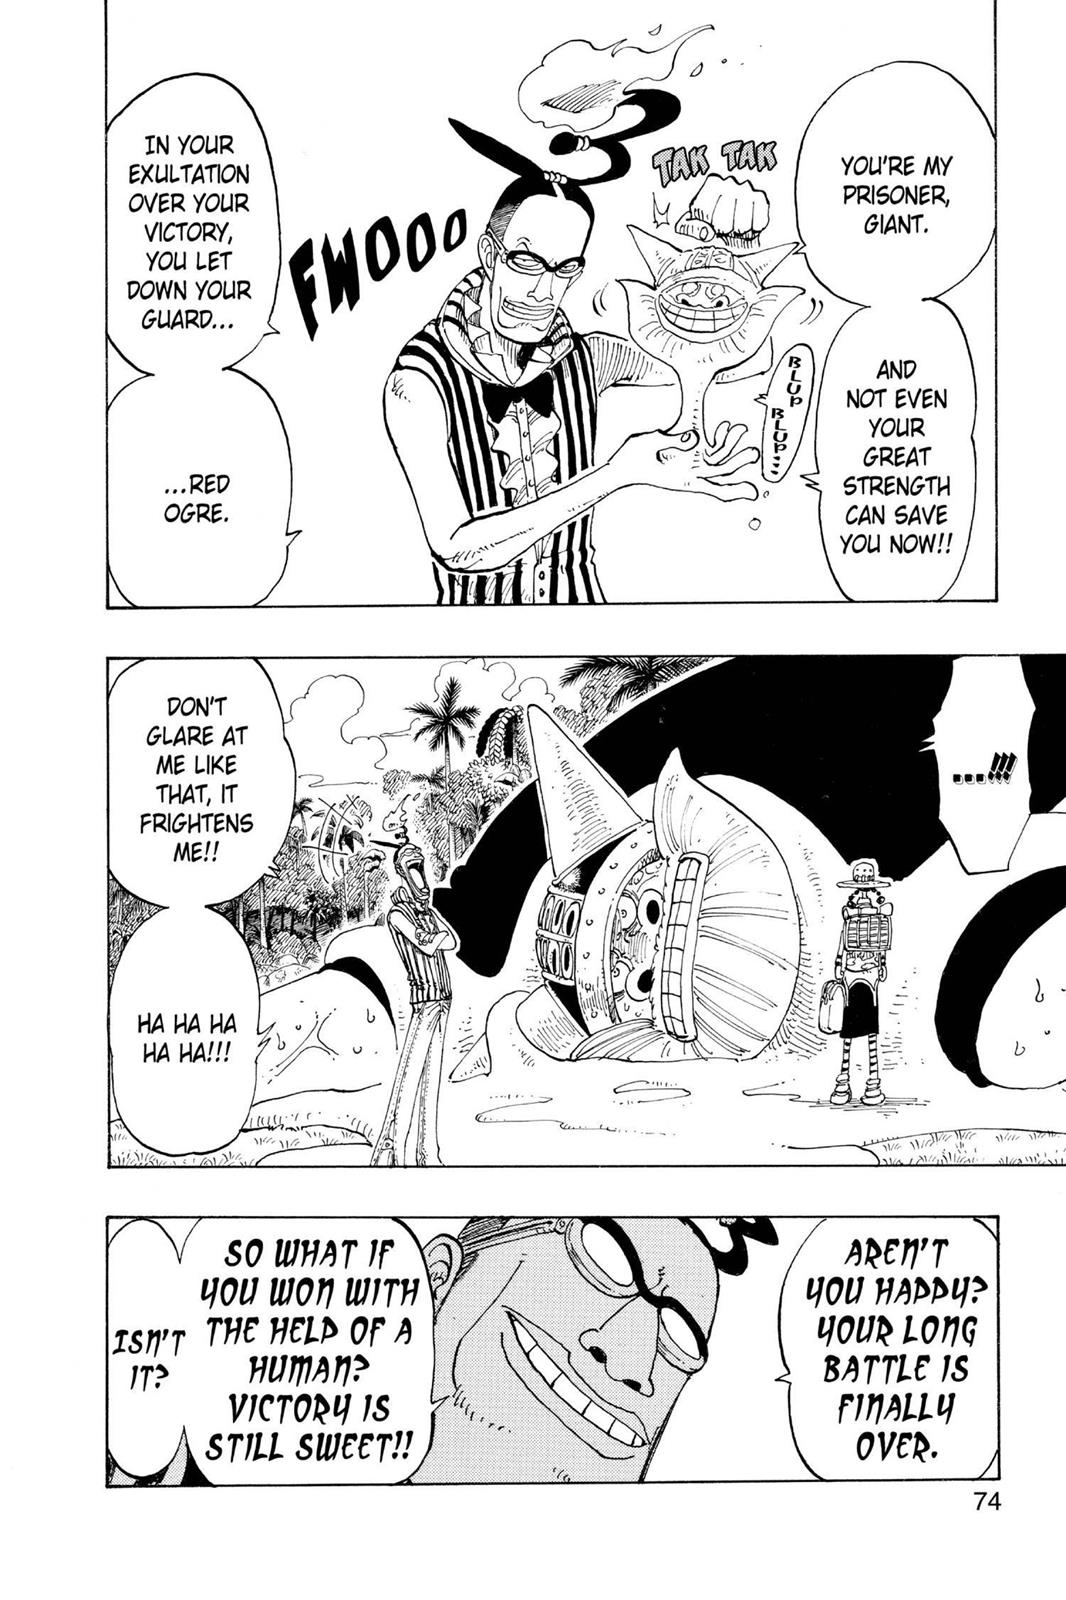 YOU'RE MY
PRISONER,
GIANT.
AND
NOT EVEN
YOUR
GREAT
STRENGTH
CAN SAVE
YOU NOW!!
TAK TAK
BLUP
BLUP...
FWOOO
IN YOUR
EXULTATION
OVER YOUR
VICTORY,
YOU LET
DOWN YOUR
GUARD...
...RED
OGRE.
...!!!
DON'T
GLARE AT
ME LIKE
THAT, IT
FRIGHTENS
ME!!
HA HA HA
HA HA!!!
AREN'T
YOU HAPPY?
YOUR LONG
BATTLE IS
FINALLY
OVER.
SO WHAT IF
YOU WON WITH
THE HELP OF A
HUMAN?
VICTORY IS
STILL SWEET!!
ISN'T
IT?
74